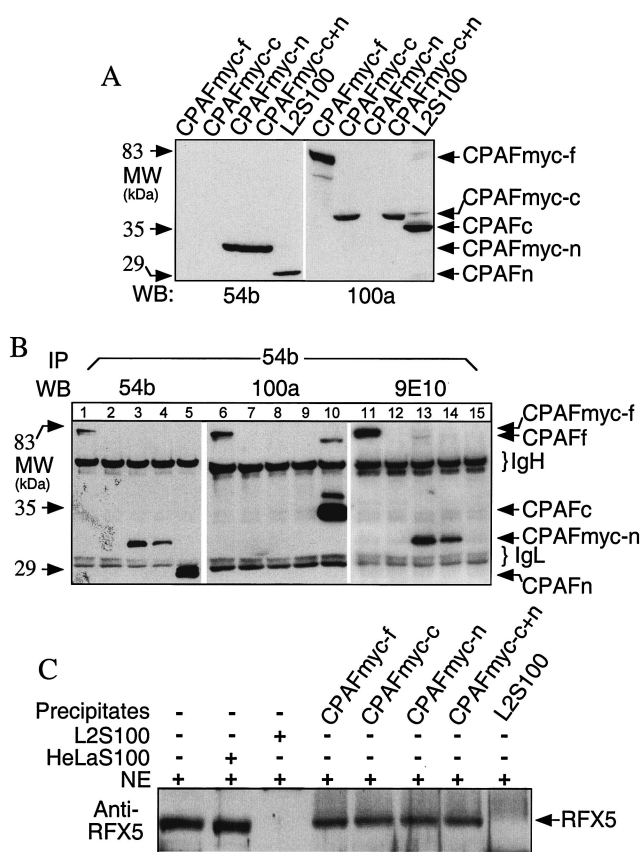 A
CPAFmyc-f
CPAFmyc-c
CPAFmyc-n
CPAFmyc-c+n
L2S100
CPAFmyc-f
CPAFmyc-c
CPAFmyc-n
CPAFmyc-c+n
L2S100
83
MW
(kDa)
35
29
CPAFmyc-f
CPAFmyc-c
CPAFc
CPAFmyc-n
CPAFn
WB: 54b 100a
B
IP 54b
WB 54b 100a 9E10
1 2 3 4 5 6 7 8 9 10 11 12 13 14 15
83
MW
(kDa)
35
29
CPAFmyc-f
CPAFf
}IgH
CPAFc
CPAFmyc-n
}IgL
CPAFn
C
CPAFmyc-f
CPAFmyc-c
CPAFmyc-n
CPAFmyc-c+n
L2S100
Precipitates - - -
L2S100 - - + - - - - -
HeLaS100 - + - - - - - -
NE + + + + + + + +
Anti-
RFX5
RFX5